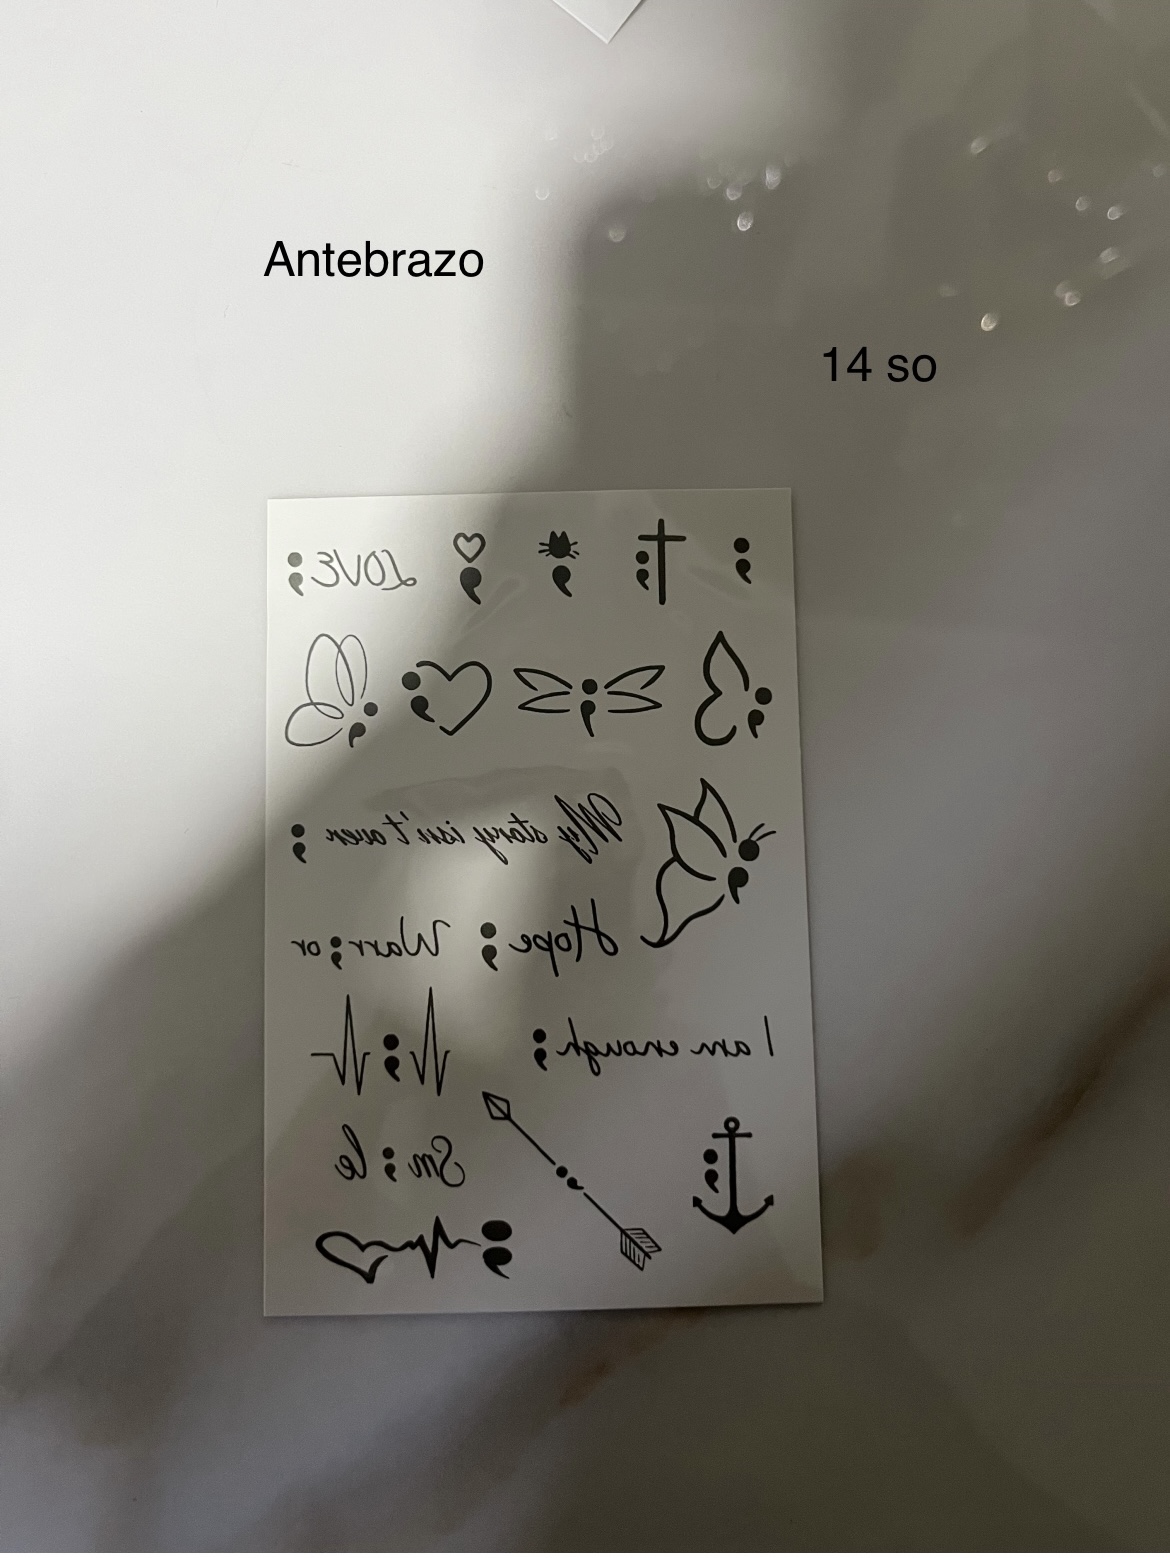 Antebrazo
14 so
LOVE;
;
My story isn't over ;
Hope ;
Warr;or
I am enough;
Sm;le